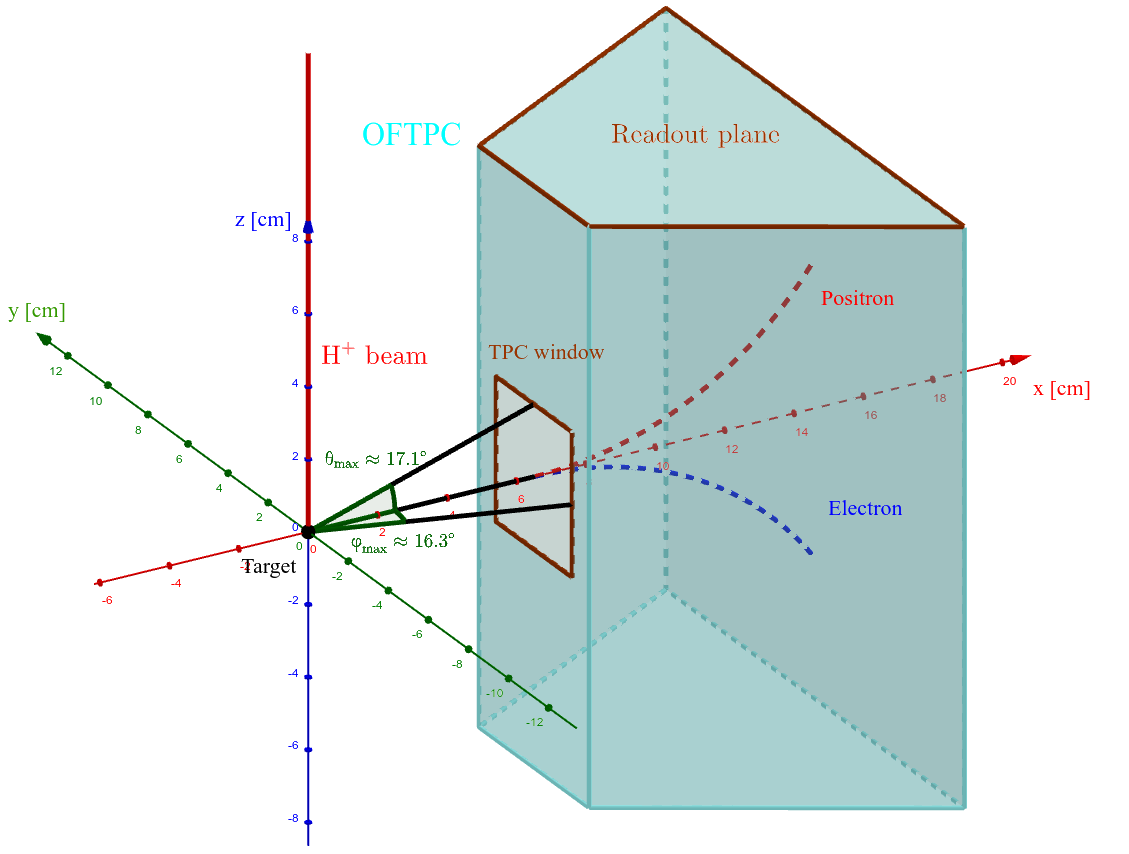 OFTPC
Readout plane
z [cm]
8
y [cm]
6
Positron
12
H⁺ beam
TPC window
20
x [cm]
10
4
18
16
8
14
6
θmax ≈ 17.1°
2
12
10
4
6
4
2
Electron
2
0
0
0
φmax ≈ 16.3°
Target
-2
-4
-6
-2
-4
-6
-8
-10
-12
-2
-4
-6
-8